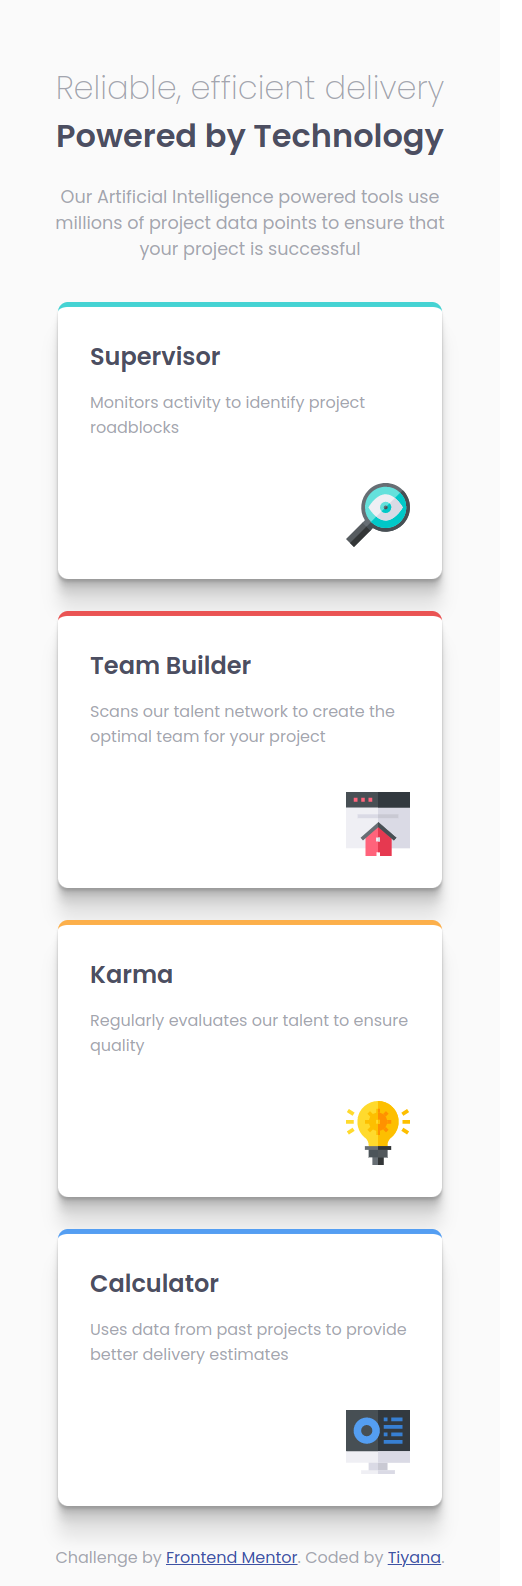 Reliable, efficient delivery
Powered by Technology
Our Artificial Intelligence powered tools use
millions of project data points to ensure that
your project is successful
Supervisor
Monitors activity to identify project
roadblocks
Team Builder
Scans our talent network to create the
optimal team for your project
Karma
Regularly evaluates our talent to ensure
quality
Calculator
Uses data from past projects to provide
better delivery estimates
Challenge by Frontend Mentor. Coded by Tiyana.